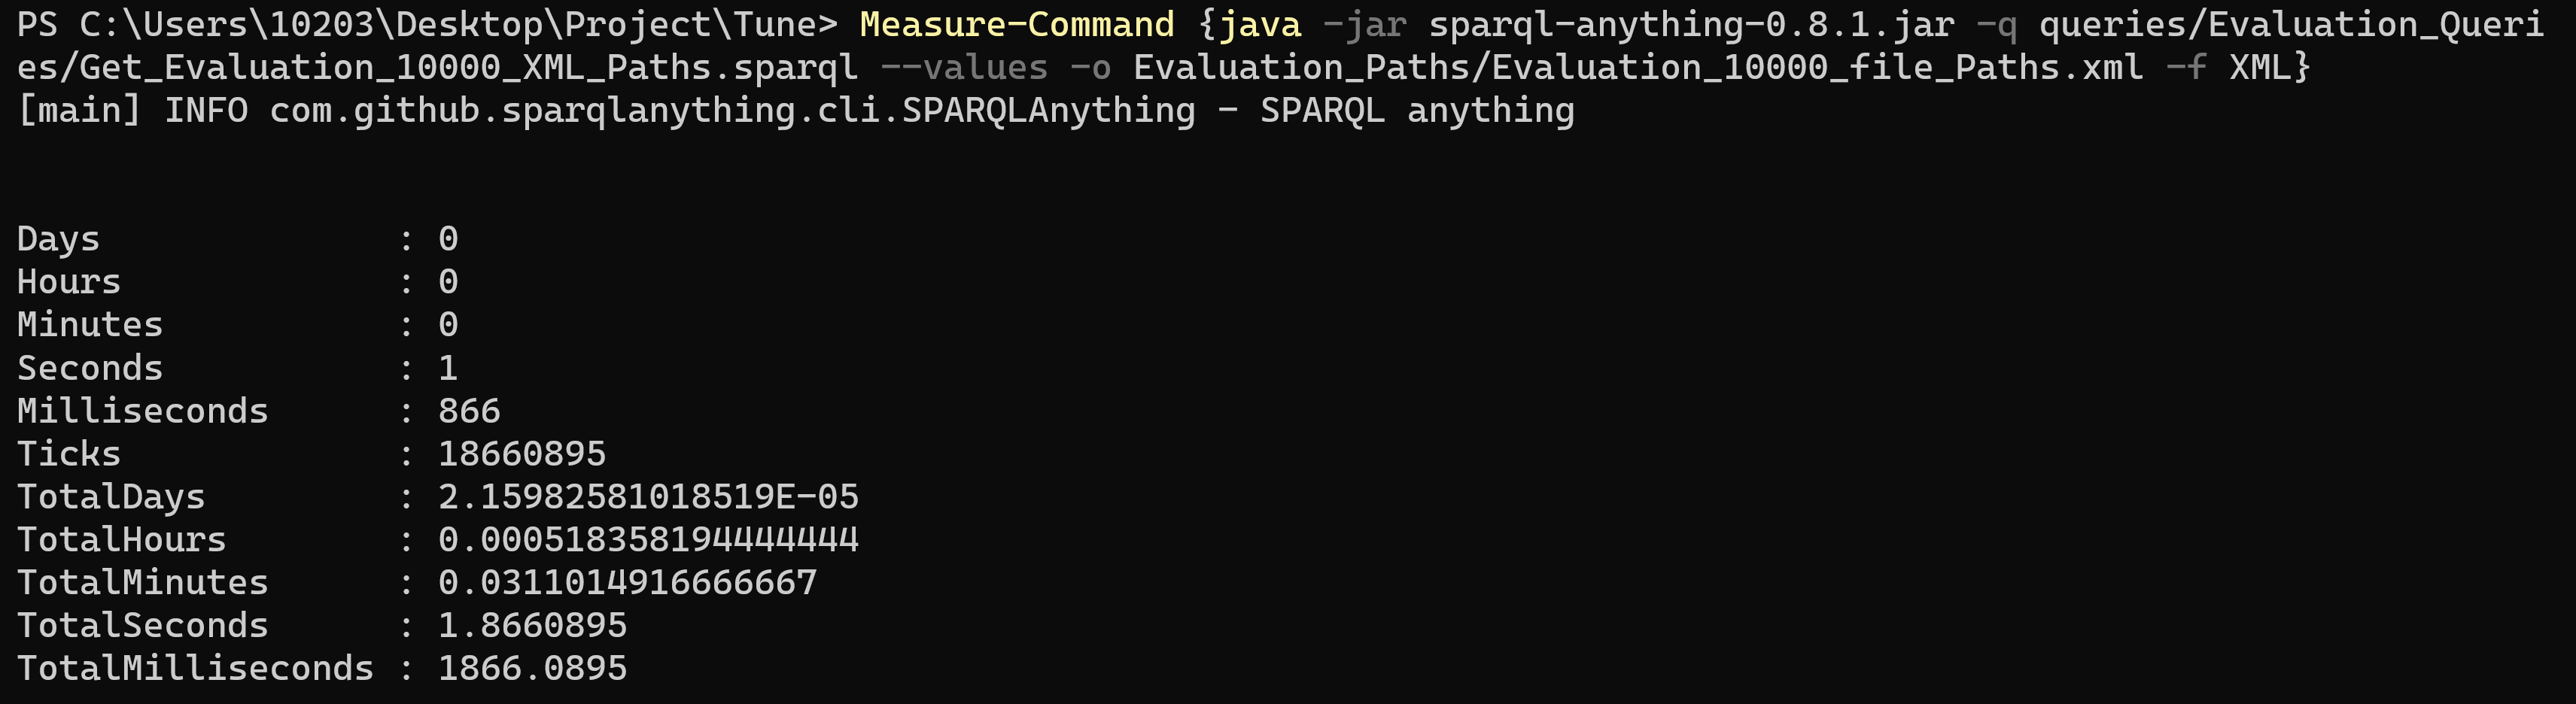 PS C:\Users\10203\Desktop\Project\Tune> Measure-Command {java -jar sparql-anything-0.8.1.jar -q queries/Evaluation_Queri
es/Get_Evaluation_10000_XML_Paths.sparql --values -o Evaluation_Paths/Evaluation_10000_file_Paths.xml -f XML}
[main] INFO com.github.sparqlanything.cli.SPARQLAnything - SPARQL anything
Days              : 0
Hours             : 0
Minutes           : 0
Seconds           : 1
Milliseconds      : 866
Ticks             : 18660895
TotalDays         : 2.15982581018519E-05
TotalHours        : 0.000518358194444444
TotalMinutes      : 0.0311014916666667
TotalSeconds      : 1.8660895
TotalMilliseconds : 1866.0895